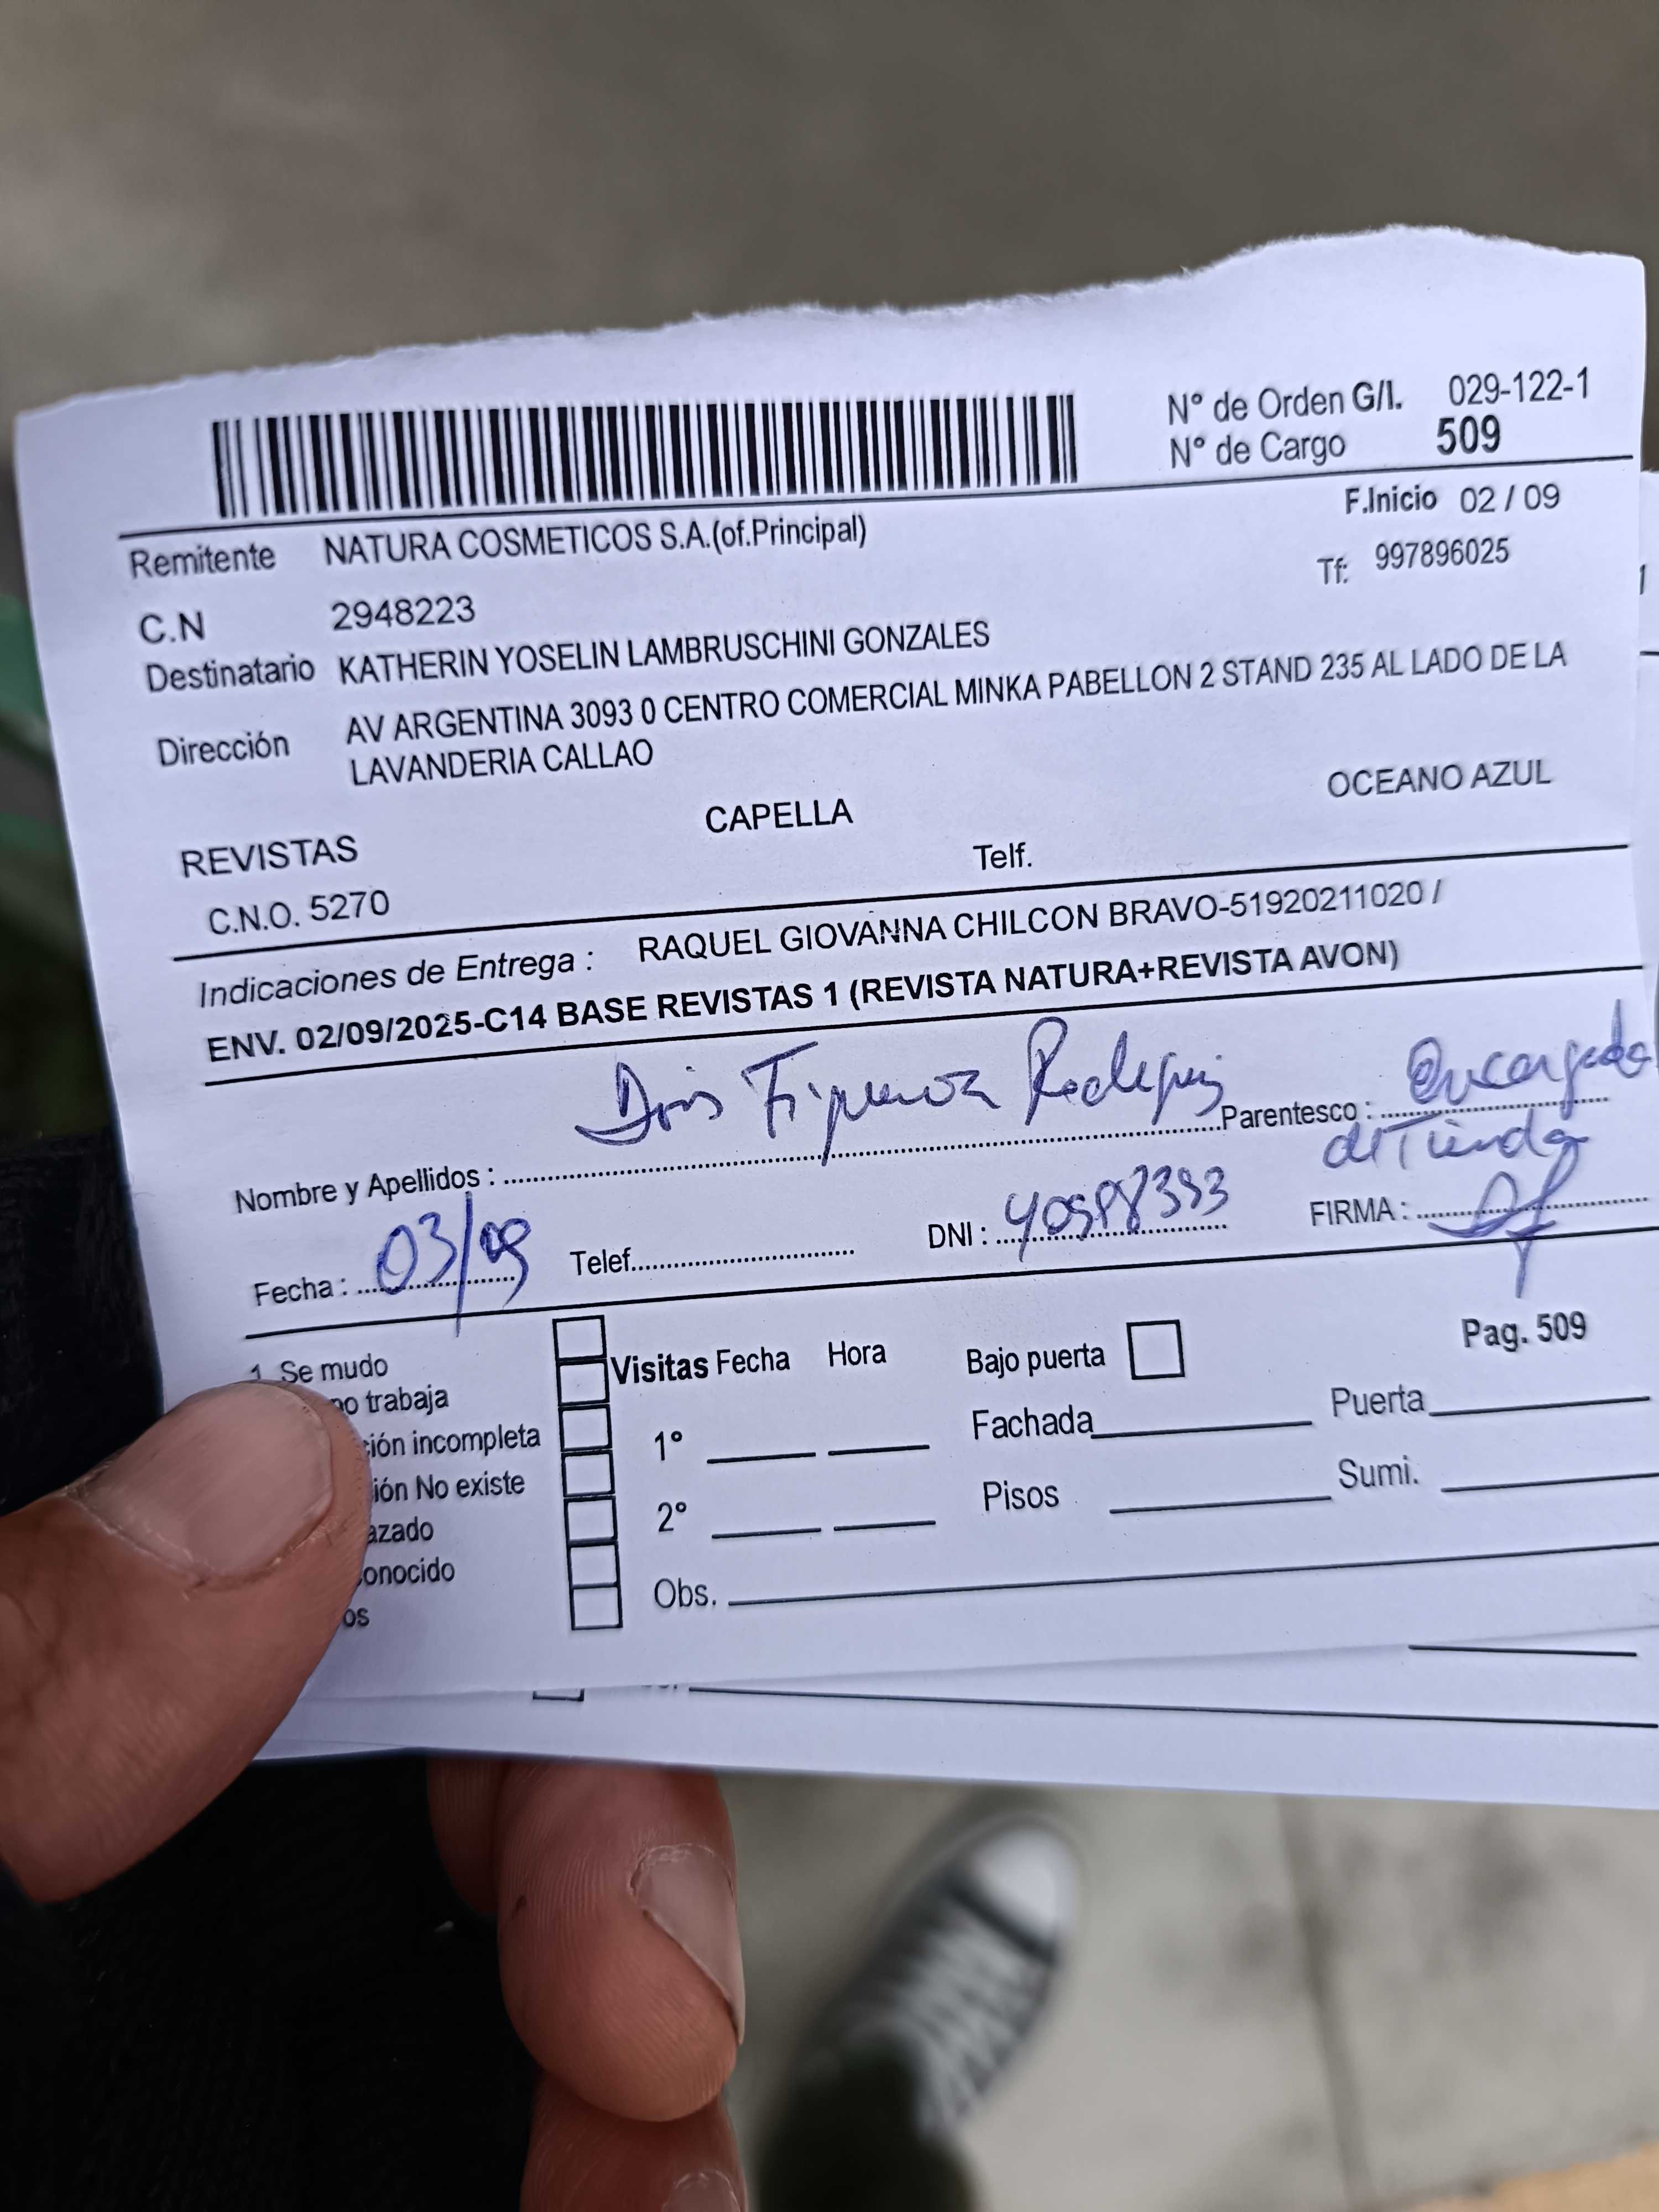 N° de Orden G/I. 029-122-1
N° de Cargo 509
F.Inicio 02 / 09
Remitente NATURA COSMETICOS S.A.(of.Principal)
Tf: 997896025
C.N 2948223
Destinatario KATHERIN YOSELIN LAMBRUSCHINI GONZALES
Dirección AV ARGENTINA 3093 0 CENTRO COMERCIAL MINKA PABELLON 2 STAND 235 AL LADO DE LA
LAVANDERIA CALLAO
REVISTAS CAPELLA OCEANO AZUL
C.N.O. 5270 Telf.
Indicaciones de Entrega : RAQUEL GIOVANNA CHILCON BRAVO-51920211020 /
ENV. 02/09/2025-C14 BASE REVISTAS 1 (REVISTA NATURA+REVISTA AVON)
Nombre y Apellidos : Figueroa Parentesco : Encargada
de Tienda
Fecha : 03/09 Telef. DNI : FIRMA :
Pag. 509
1. Se mudo Visitas Fecha Hora Bajo puerta
no trabaja
ción incompleta 1° Fachada Puerta
ión No existe
azado 2° Pisos Sumi.
onocido
os Obs.